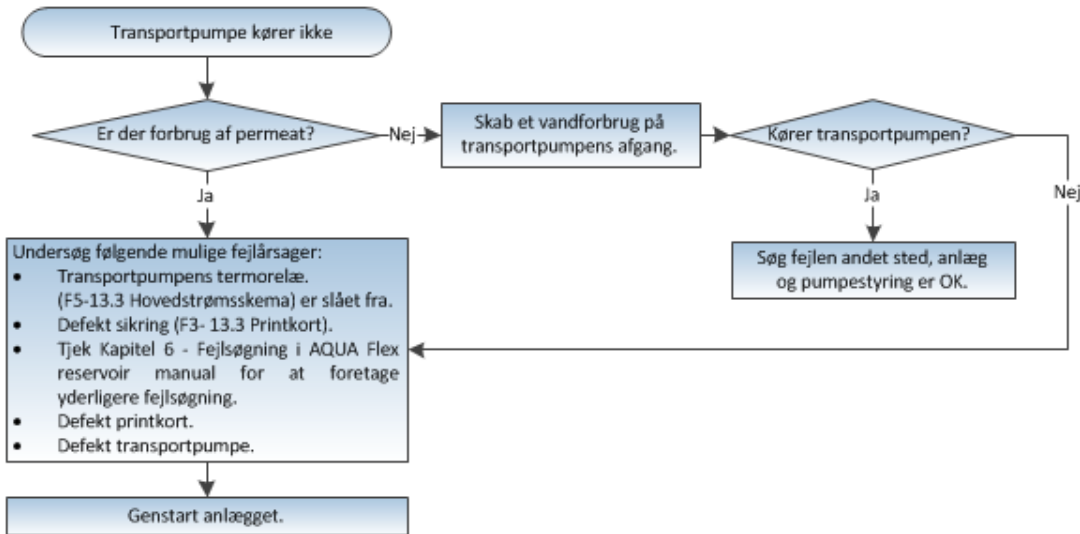 Transportpumpe kører ikke
Er der forbrug af permeat?
Nej
Skab et vandforbrug på
transportpumpens afgang.
Kører transportpumpen?
Nej
Ja
Ja
Søg fejlen andet sted, anlæg
og pumpestyring er OK.
Undersøg følgende mulige fejlårsager:
• Transportpumpens termorelæ.
(F5-13.3 Hovedstrømsskema) er slået fra.
• Defekt sikring (F3- 13.3 Printkort).
• Tjek Kapitel 6 - Fejlsøgning i AQUA Flex
reservoir manual for at foretage
yderligere fejlsøgning.
• Defekt printkort.
• Defekt transportpumpe.
Genstart anlægget.